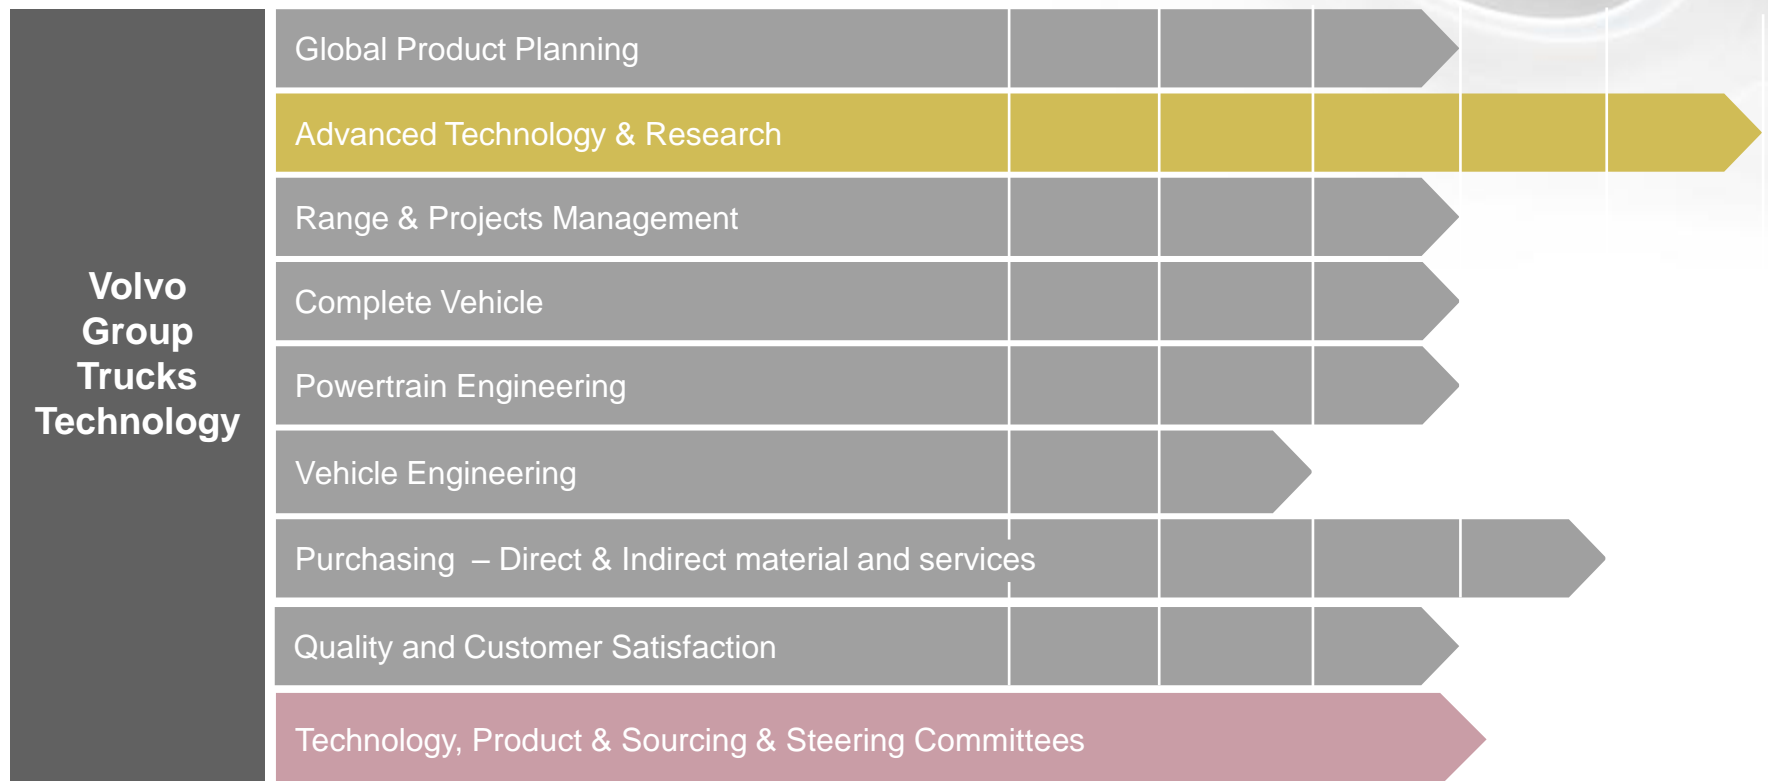 Volvo
Group
Trucks
Technology
Global Product Planning
Advanced Technology & Research
Range & Projects Management
Complete Vehicle
Powertrain Engineering
Vehicle Engineering
Purchasing – Direct & Indirect material and services
Quality and Customer Satisfaction
Technology, Product & Sourcing & Steering Committees